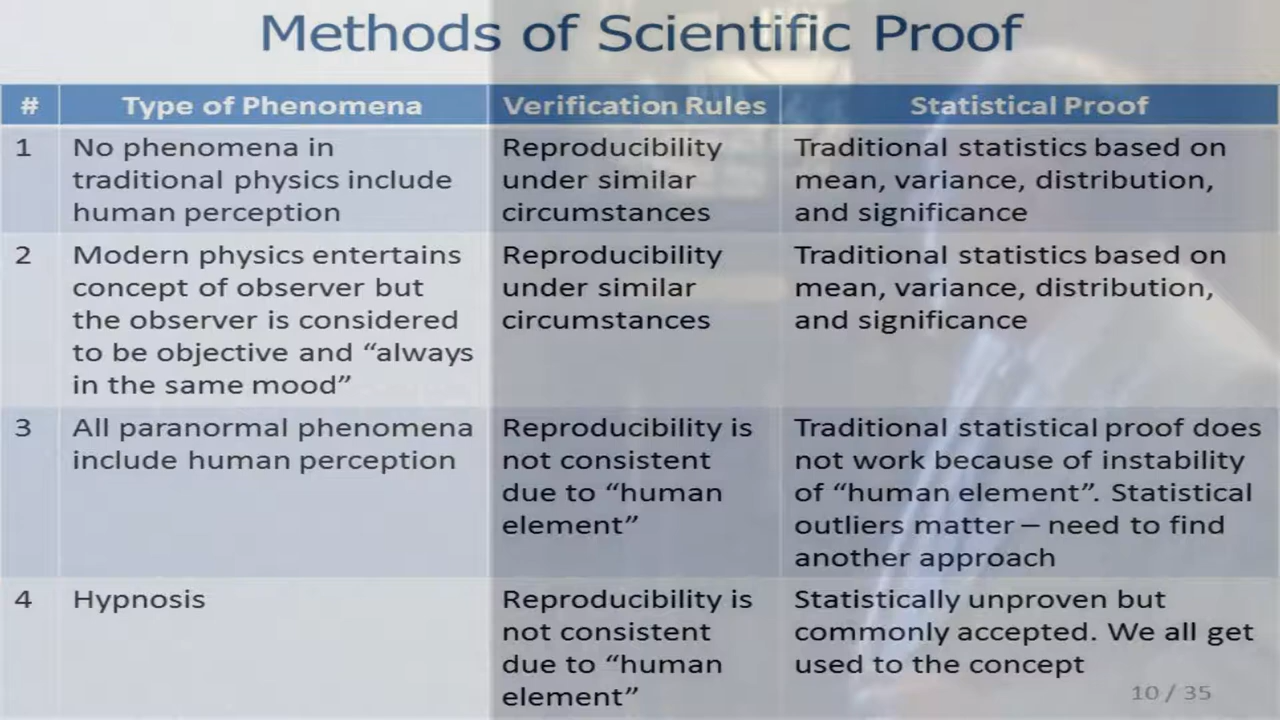 Methods of Scientific Proof
# Type of Phenomena Verification Rules Statistical Proof
1
No phenomena in
traditional physics include
human perception
Reproducibility
under similar
circumstances
Traditional statistics based on
mean, variance, distribution,
and significance
2
Modern physics entertains
concept of observer but
the observer is considered
to be objective and “always
in the same mood”
Reproducibility
under similar
circumstances
Traditional statistics based on
mean, variance, distribution,
and significance
3
All paranormal phenomena
include human perception
Reproducibility is
not consistent
due to “human
element”
Traditional statistical proof does
not work because of instability
of “human element”. Statistical
outliers matter – need to find
another approach
4
Hypnosis
Reproducibility is
not consistent
due to “human
element”
Statistically unproven but
commonly accepted. We all get
used to the concept
10 / 35